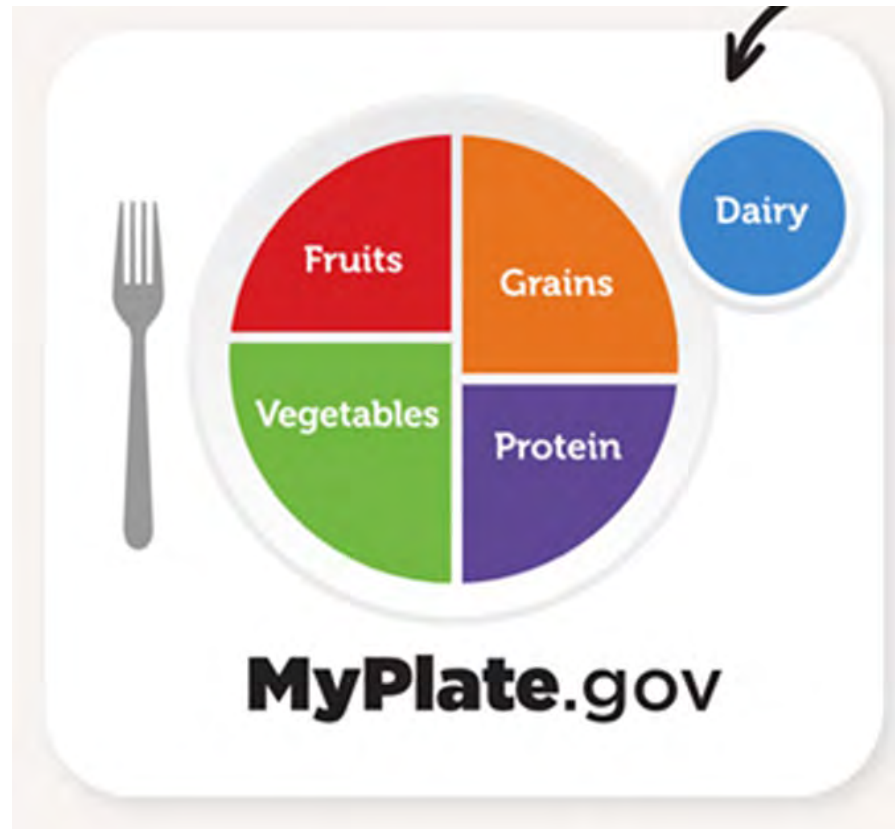 Fruits
Grains
Dairy
Vegetables
Protein
MyPlate.gov